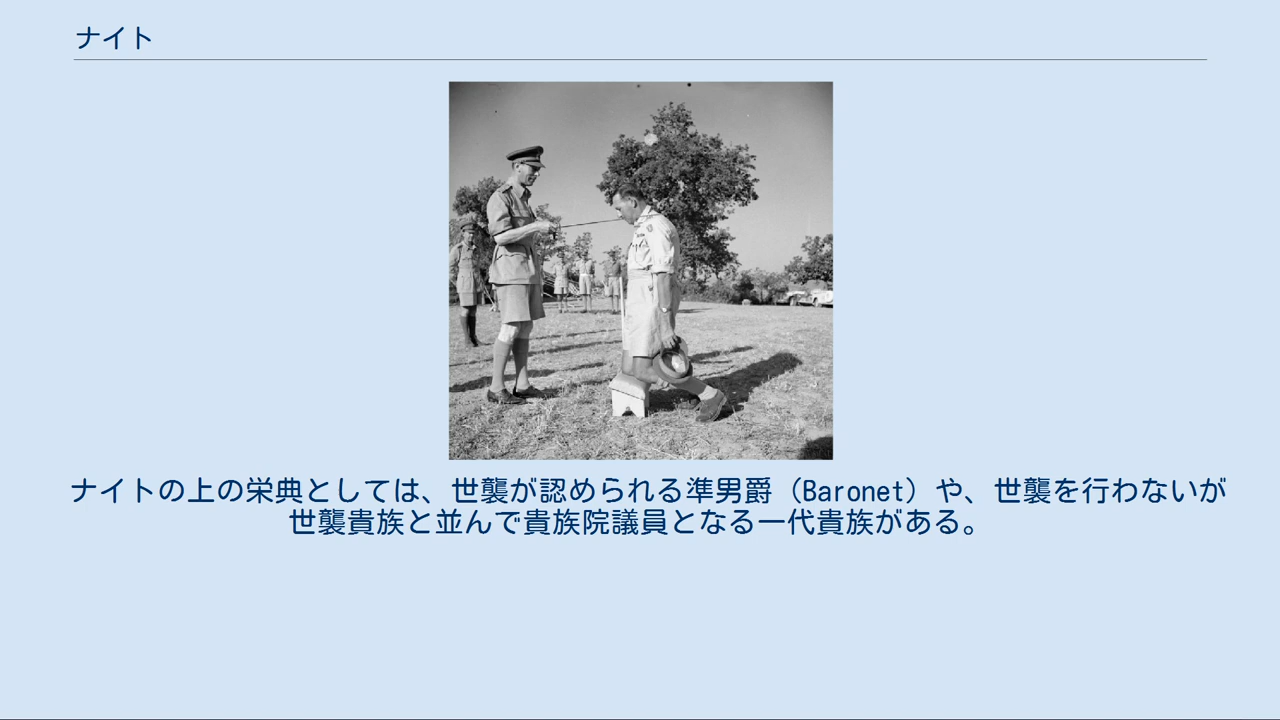 ナイト
ナイトの上の栄典としては、世襲が認められる準男爵（Baronet）や、世襲を行わないが
世襲貴族と並んで貴族院議員となる一代貴族がある。